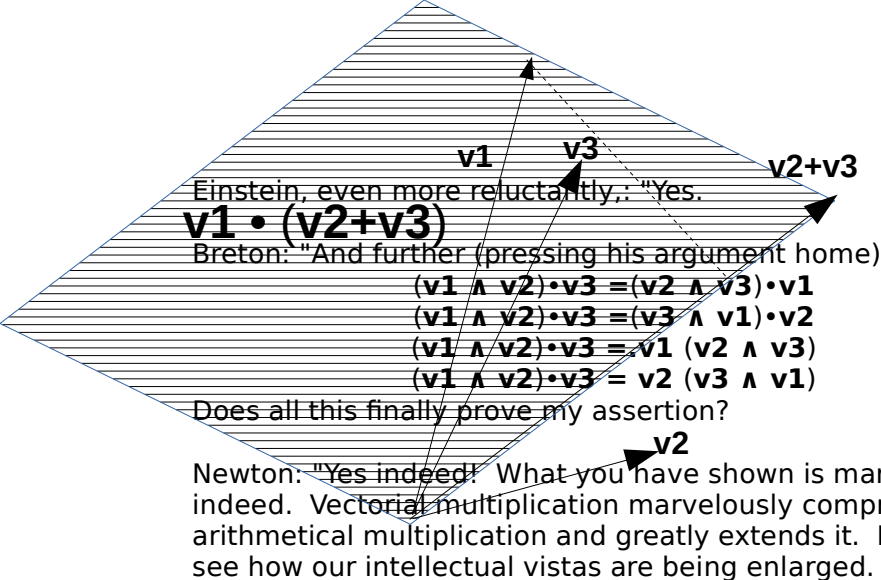 v1
v3
v2+v3
Einstein, even more reluctantly,: "Yes.
v1 • (v2+v3)
Breton: "And further (pressing his argument home)
(v1 ∧ v2)•v3 =(v2 ∧ v3)•v1
(v1 ∧ v2)•v3 =(v3 ∧ v1)•v2
(v1 ∧ v2)•v3 =.v1 (v2 ∧ v3)
(v1 ∧ v2)•v3 = v2 (v3 ∧ v1)
Does all this finally prove my assertion?
v2
Newton: "Yes indeed! What you have shown is
indeed. Vectorial multiplication marvelously
arithmetical multiplication and greatly extends it.
see how our intellectual vistas are being enlarged.